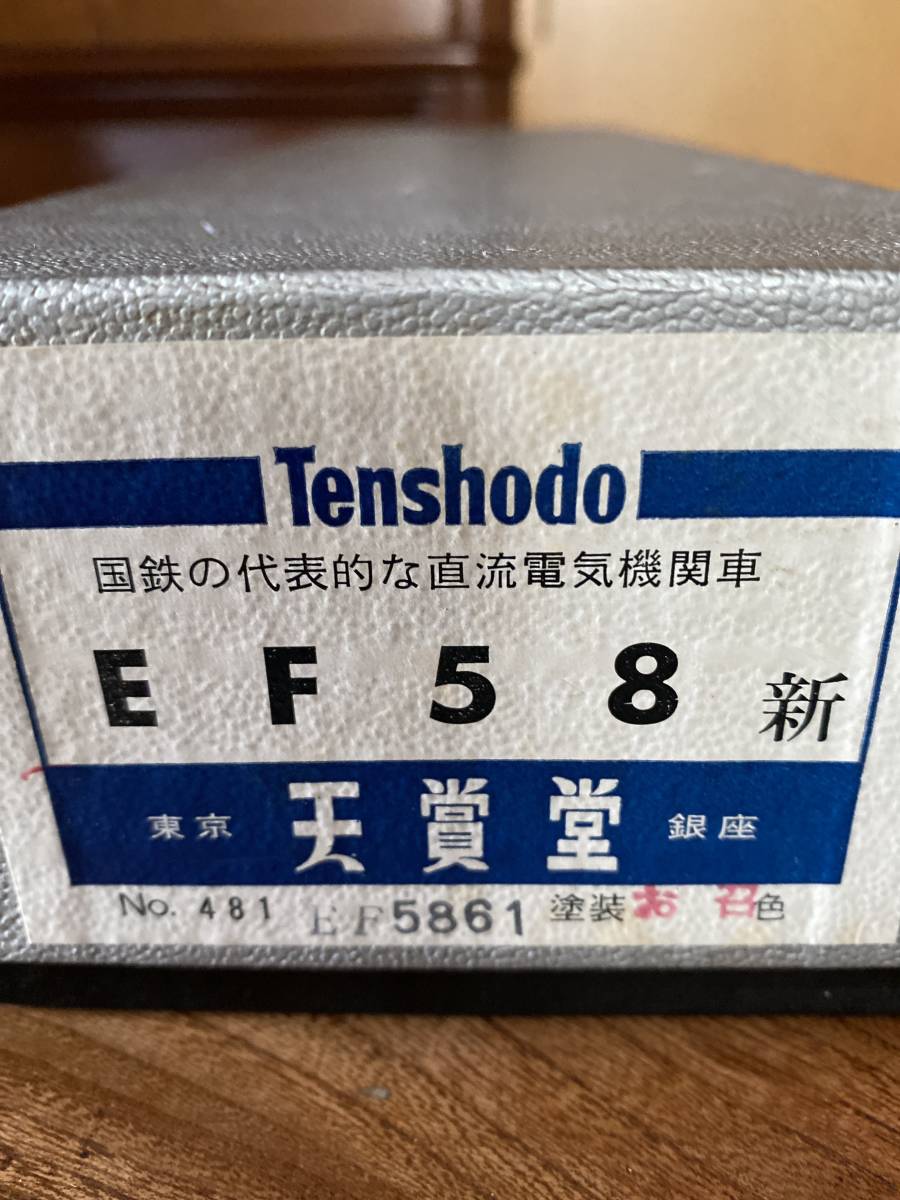 Tenshodo
国鉄の代表的な直流電気機関車
EF58 新
東京 天賞堂 銀座
No. 481 EF5861 塗装お召色